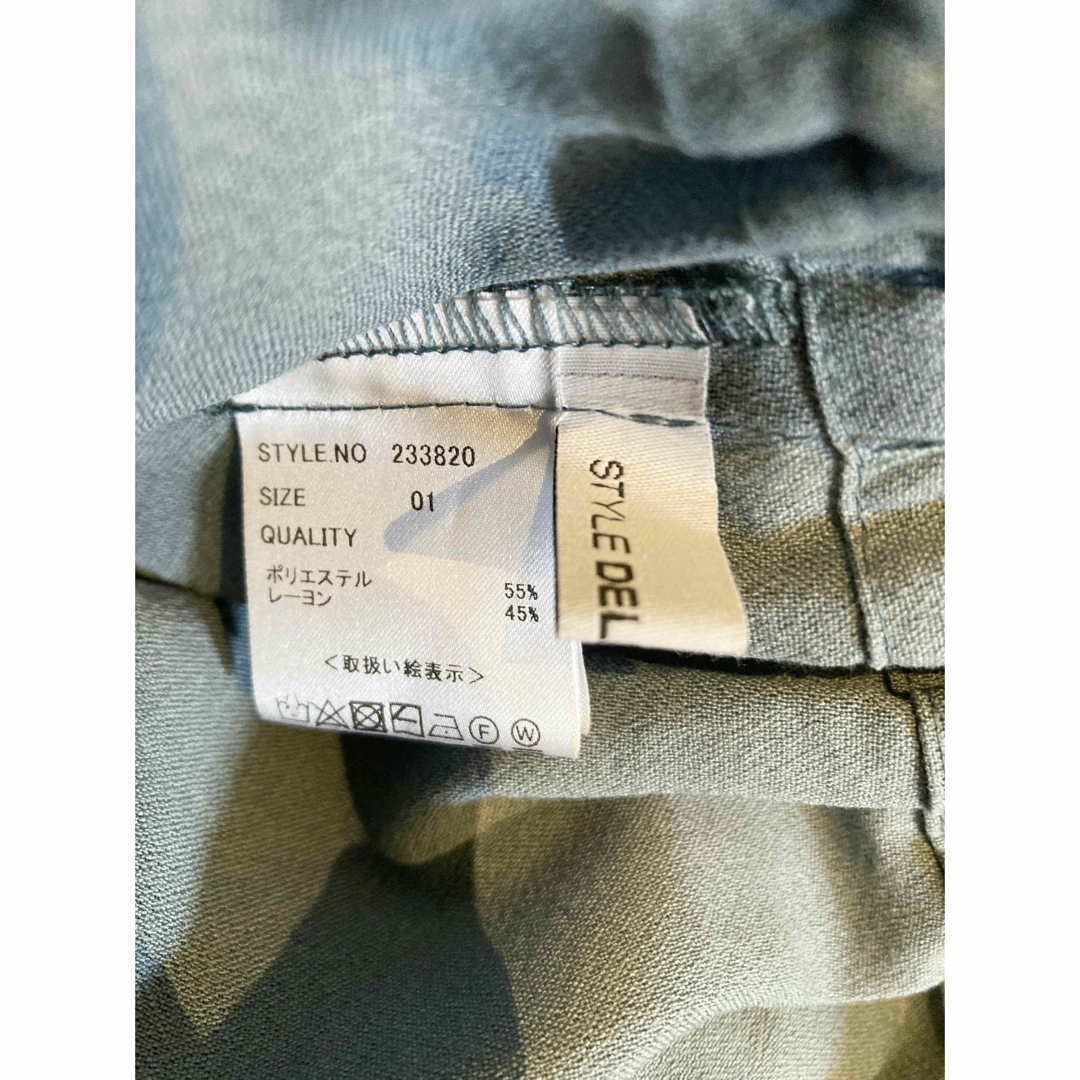 STYLE.NO 233820
SIZE 01
QUALITY
ポリエステル 55%
レーヨン 45%
<取扱い絵表示>
F W
STYLE DEL